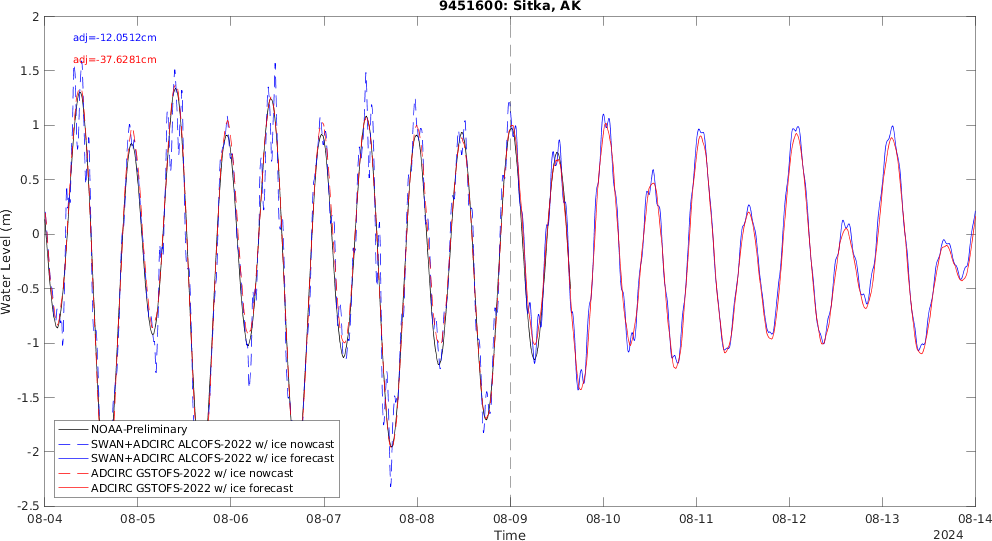 9451600: Sitka, AK
adj=-12.0512cm
adj=-37.6281cm
2
1.5
1
0.5
0
-0.5
-1
-1.5
-2
-2.5
Water Level (m)
NOAA-Preliminary
SWAN+ADCIRC ALCOFS-2022 w/ ice nowcast
SWAN+ADCIRC ALCOFS-2022 w/ ice forecast
ADCIRC GSTOFS-2022 w/ ice nowcast
ADCIRC GSTOFS-2022 w/ ice forecast
08-04 08-05 08-06 08-07 08-08 08-09 08-10 08-11 08-12 08-13 08-14
Time
2024